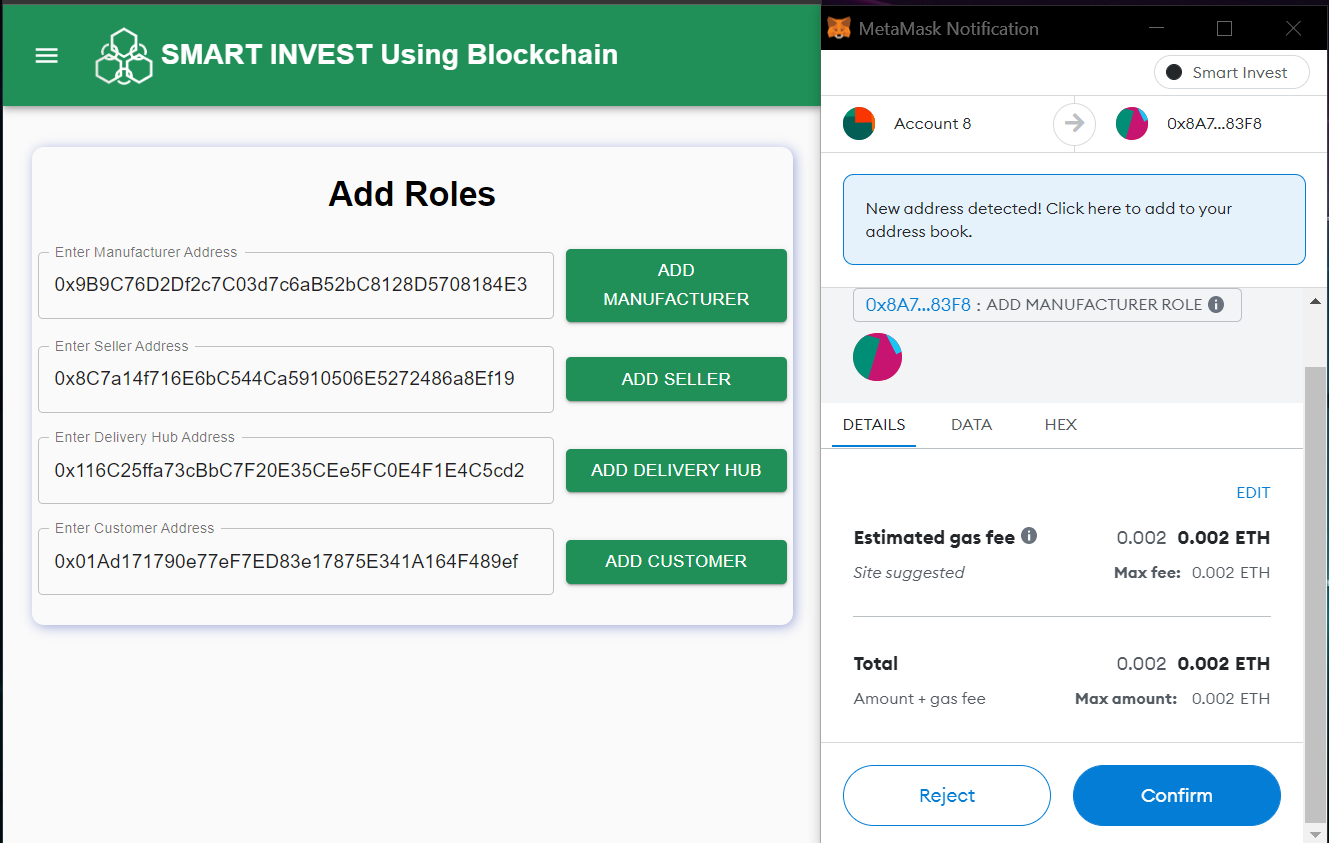 SMART INVEST Using Blockchain
Add Roles
Enter Manufacturer Address
0x9B9C76D2Df2c7C03d7c6aB52bC8128D5708184E3
ADD
MANUFACTURER
Enter Seller Address
0x8C7a14f716E6bC544Ca5910506E5272486a8Ef19
ADD SELLER
Enter Delivery Hub Address
0x116C25ffa73cBbC7F20E35CEe5FC0E4F1E4C5cd2
ADD DELIVERY HUB
Enter Customer Address
0x01Ad171790e77eF7ED83e17875E341A164F489ef
ADD CUSTOMER
MetaMask Notification
Smart Invest
Account 8
0x8A7...83F8
New address detected! Click here to add to your
address book.
0x8A7...83F8 : ADD MANUFACTURER ROLE
DETAILS DATA HEX
EDIT
Estimated gas fee 0.002 0.002 ETH
Site suggested Max fee: 0.002 ETH
Total 0.002 0.002 ETH
Amount + gas fee Max amount: 0.002 ETH
Reject Confirm